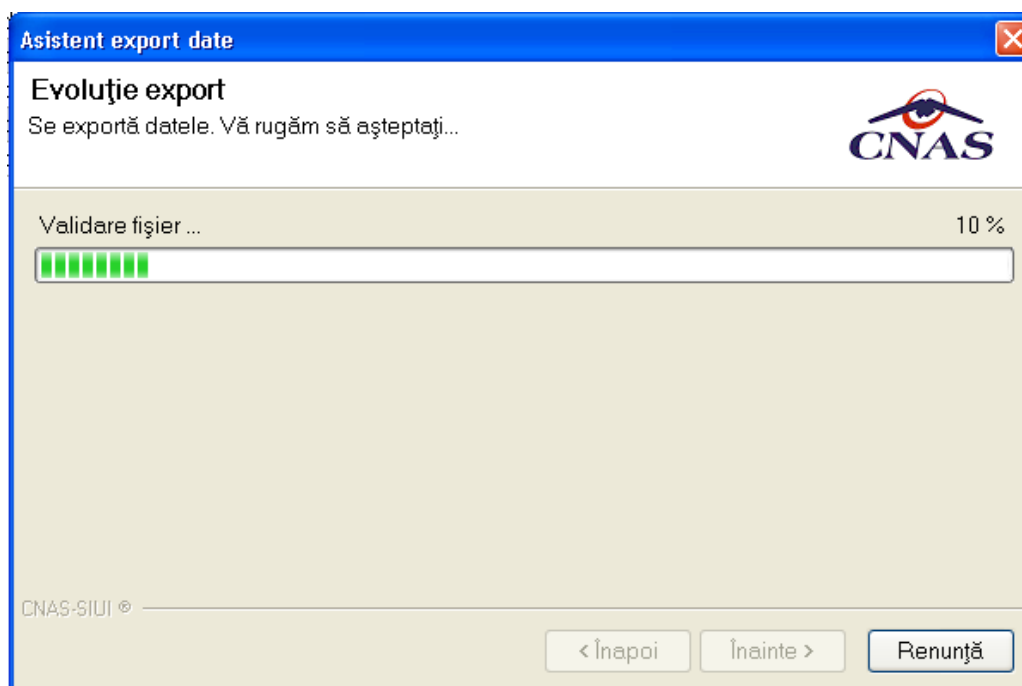 Asistent export date
Evoluţie export
Se exportă datele. Vă rugăm să aşteptaţi...
CNAS
Validare fişier ... 10 %
CNAS-SIUI ®
< Înapoi Înainte > Renunţă